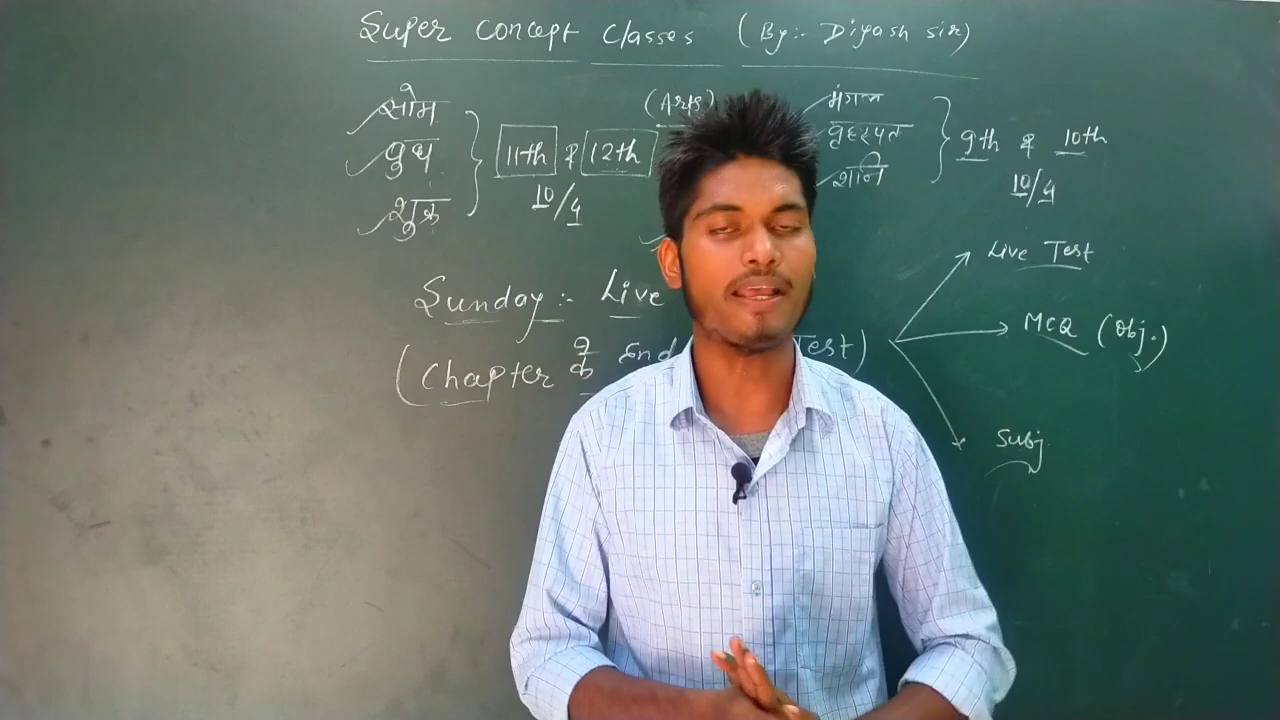 Super Concept Classes (By:- Diyash sir)
सोम
बुध
शुक्र
11th & 12th
10/4
(Arts)
मंगल
वृहस्पत
शनि
9th & 10th
10/4
Sunday:- Live
(Chapter के End Test)
Live Test
MCQ (Obj.)
Subj.